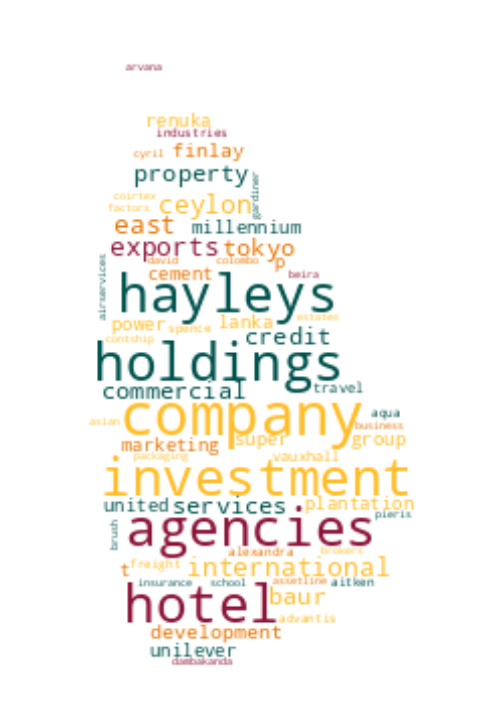 arvana
renuka
industries
cyril finlay
property
gardiner
coirtex
factors
ceylon
east millennium
exports tokyo
david colombo p
cement beira
airservices
hayleys
power spence lanka estates
contship credit
holdings
commercial travel
asian company aqua
business
marketing super group
packaging vauxhall
investment
united services plantation
pieris
brush agencies
alexandra brokers
t freight international
insurance school assetline aitken
hotel baur
advantis
development
unilever
dambakanda